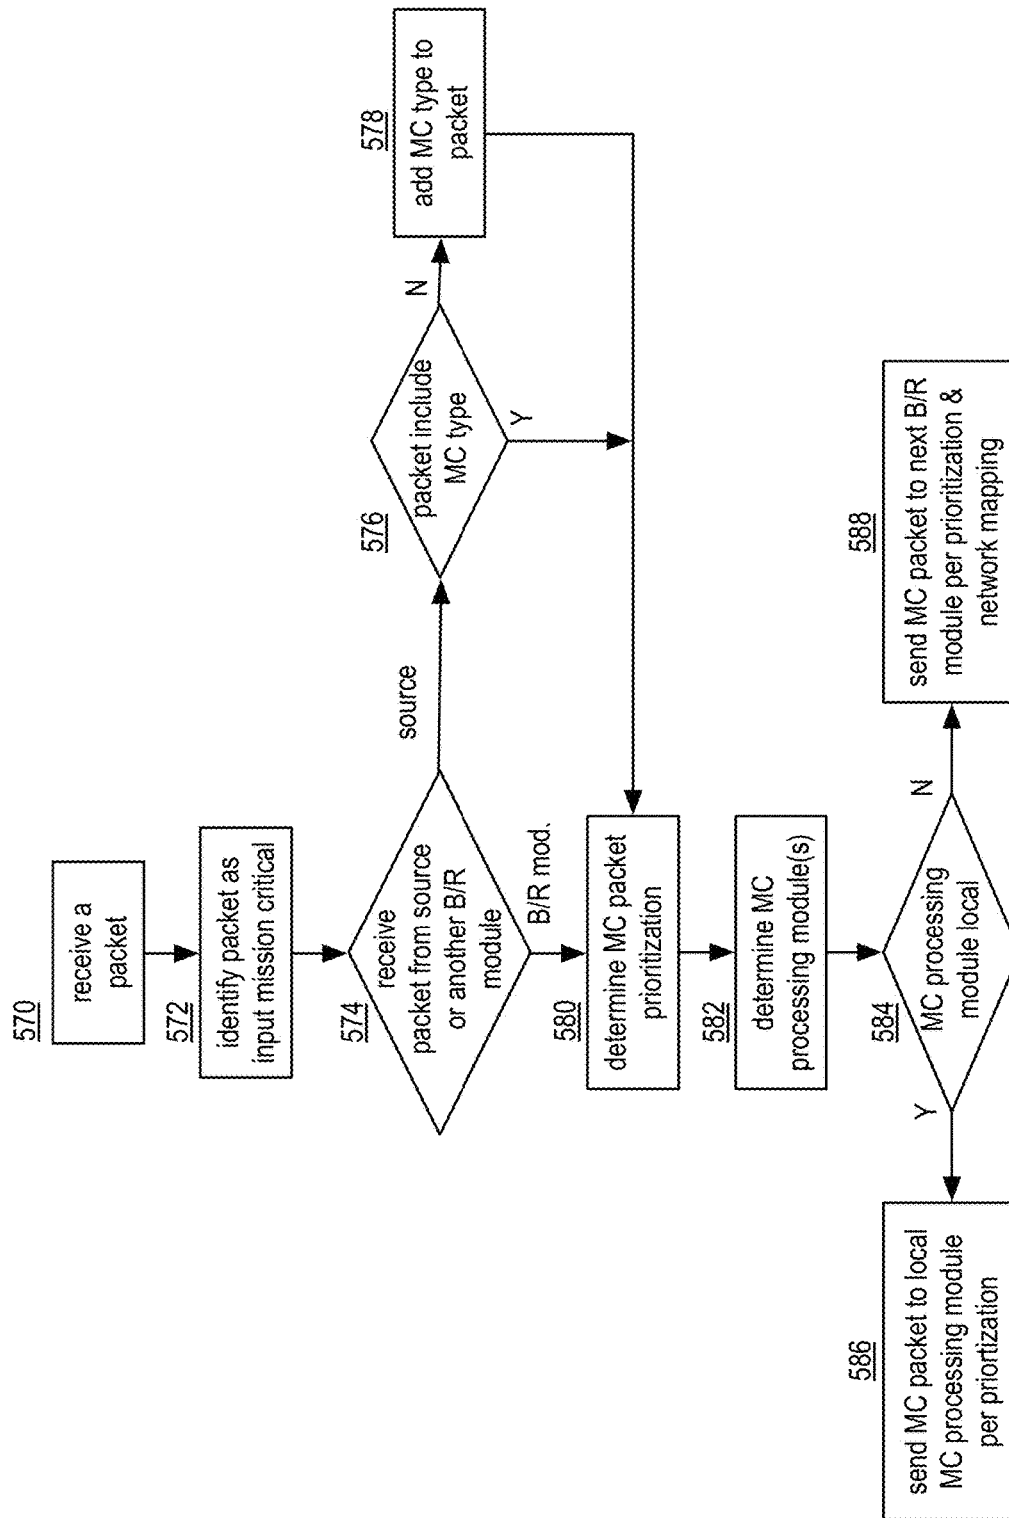 570
receive a
packet
572
identify packet as
input mission critical
574
receive
packet from source
or another B/R
module
source
B/R mod.
576
packet include
MC type
N
Y
578
add MC type to
packet
580
determine MC packet
prioritization
582
determine MC
processing module(s)
584
MC processing
module local
Y
N
586
send MC packet to local
MC processing module
per priortization
588
send MC packet to next B/R
module per prioritization &
network mapping